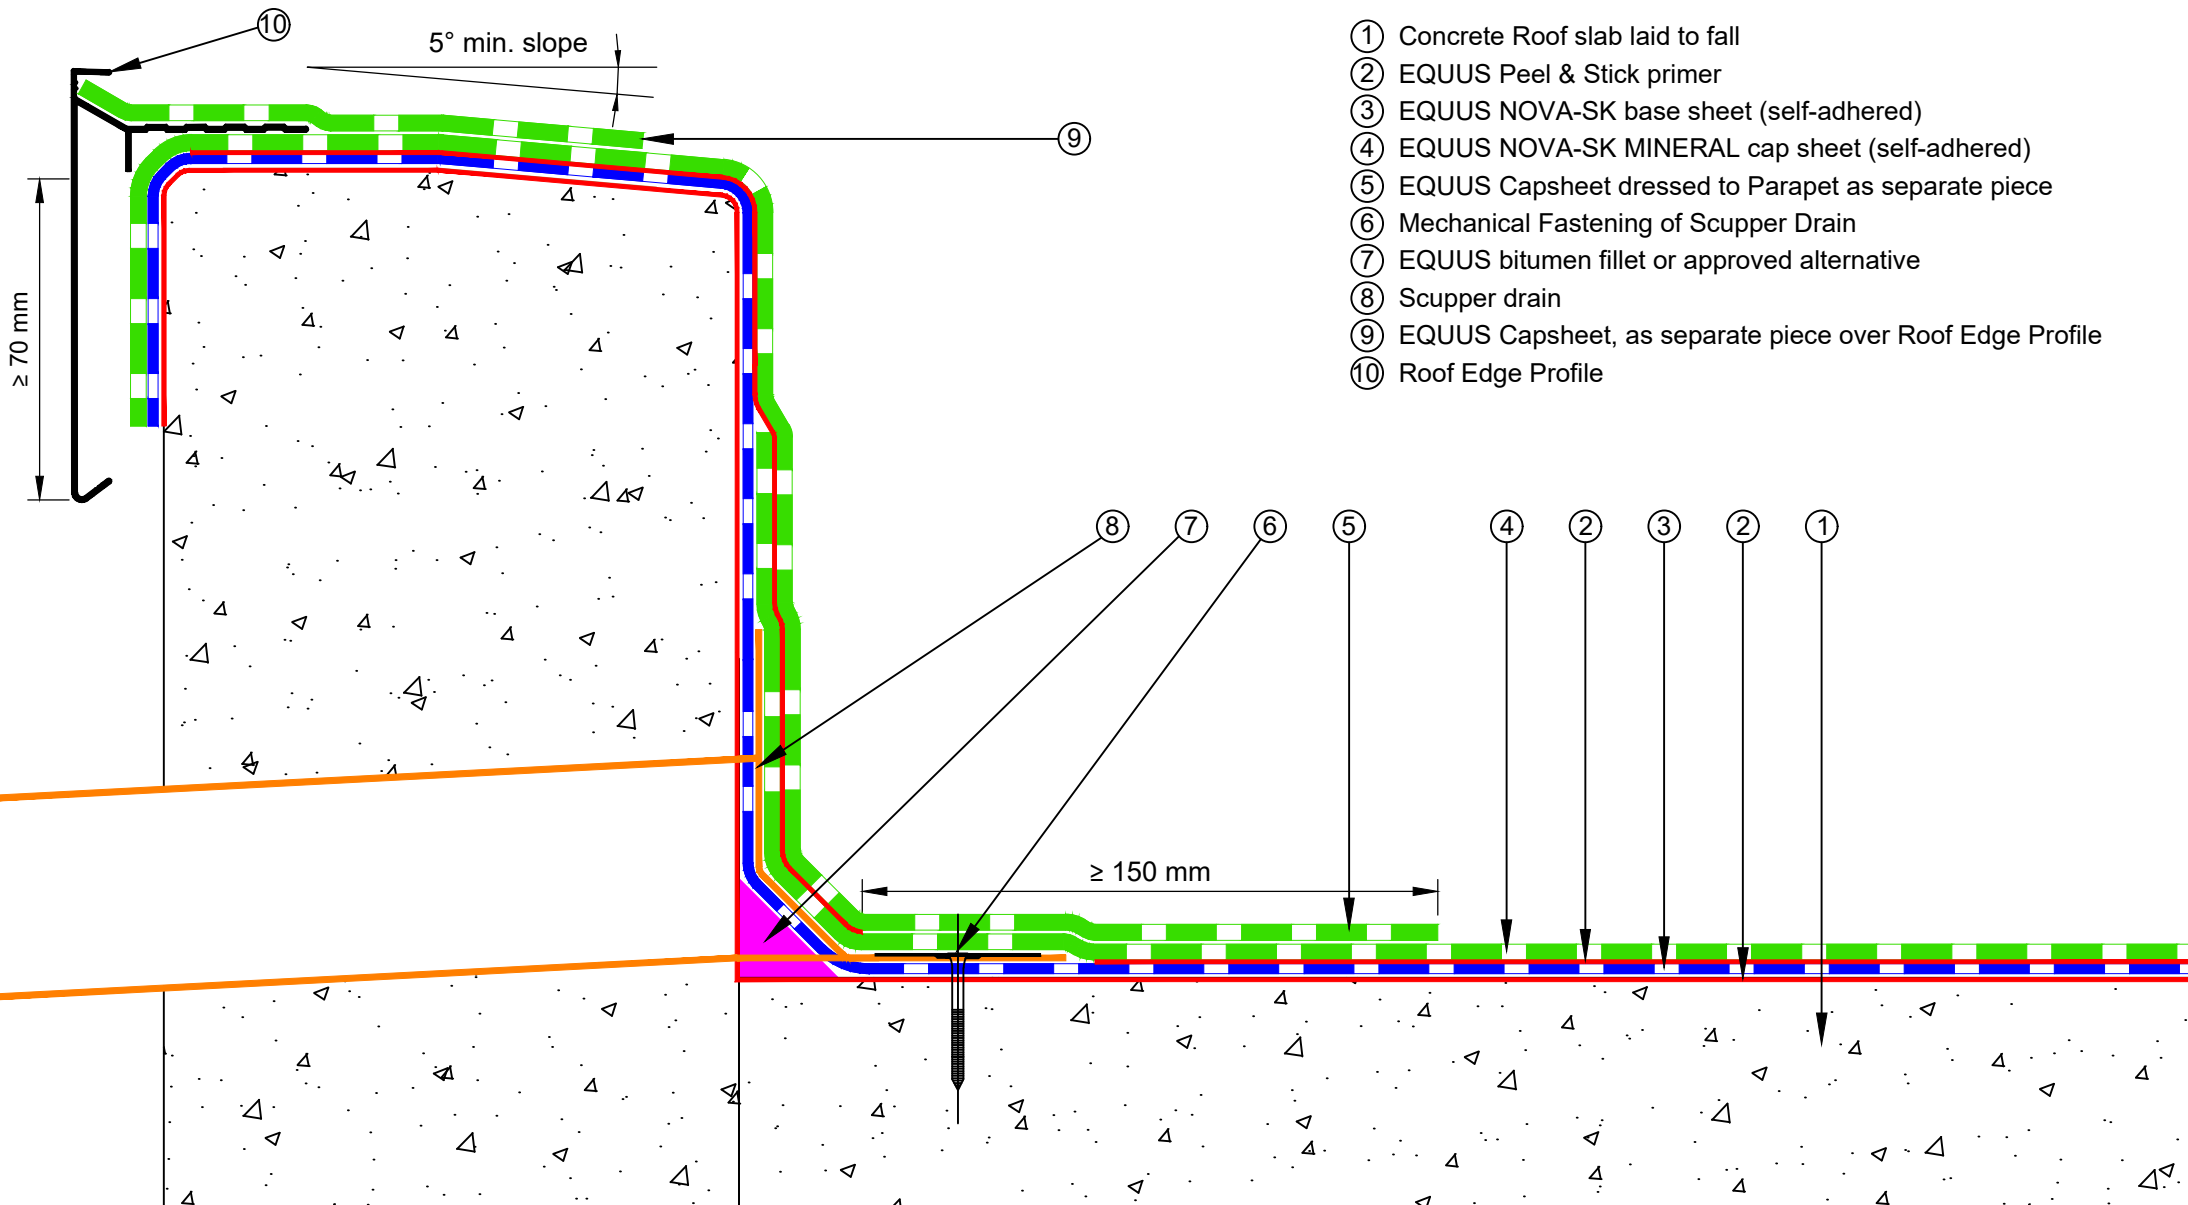 10
5° min. slope
1 Concrete Roof slab laid to fall
2 EQUUS Peel & Stick primer
3 EQUUS NOVA-SK base sheet (self-adhered)
4 EQUUS NOVA-SK MINERAL cap sheet (self-adhered)
5 EQUUS Capsheet dressed to Parapet as separate piece
6 Mechanical Fastening of Scupper Drain
7 EQUUS bitumen fillet or approved alternative
8 Scupper drain
9 EQUUS Capsheet, as separate piece over Roof Edge Profile
10 Roof Edge Profile
9
≥ 70 mm
8 7 6 5 4 2 3 2 1
≥ 150 mm